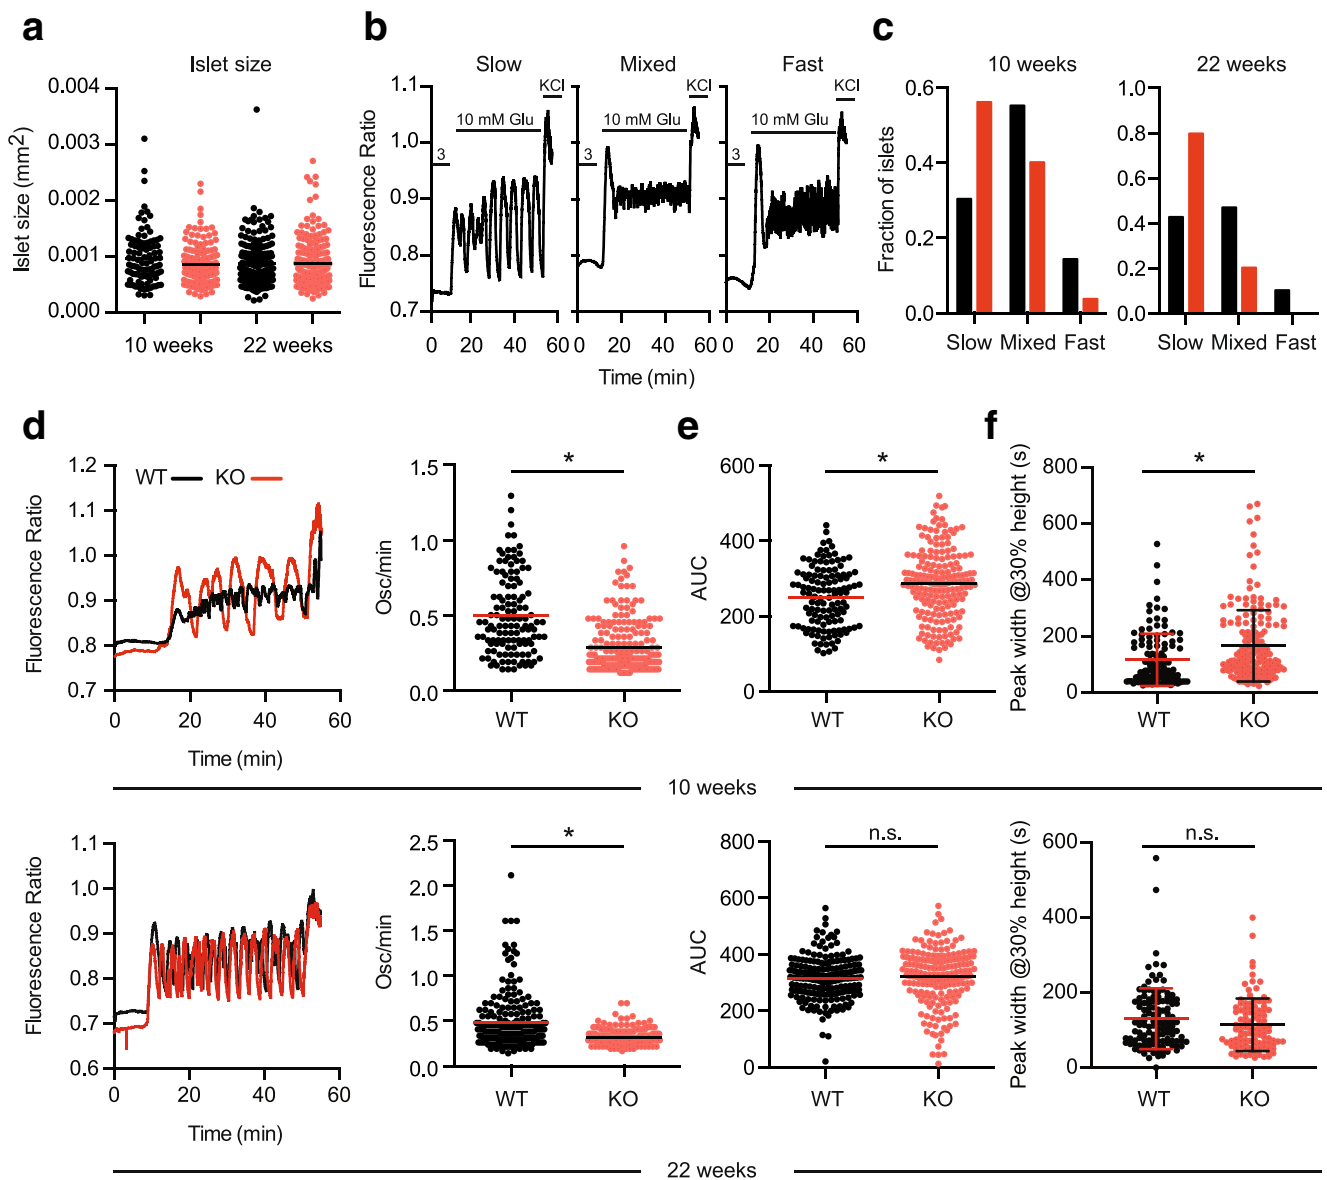 a
Islet size
Islet size (mm2)
0.004
0.003
0.002
0.001
0.000
10 weeks 22 weeks
b
Slow Mixed Fast
Fluorescence Ratio
1.1
1.0
0.9
0.8
0.7
KCl KCl KCl
10 mM Glu 10 mM Glu 10 mM Glu
3 3 3
0 20 40 60 0 20 40 60 0 20 40 60
Time (min)
c
10 weeks 22 weeks
Fraction of islets
0.6
0.4
0.2
0.0
Slow Mixed Fast
1.0
0.8
0.6
0.4
0.2
0.0
Slow Mixed Fast
d
Fluorescence Ratio
1.2
1.1
1.0
0.9
0.8
0.7
WT KO
0 20 40 60
Time (min)
Osc/min
1.5
1.0
0.5
0.0
*
WT KO
e
AUC
600
400
200
0
*
WT KO
f
Peak width @30% height (s)
800
600
400
200
0
*
WT KO
10 weeks
Fluorescence Ratio
1.1
1.0
0.9
0.8
0.7
0.6
0 20 40 60
Time (min)
Osc/min
2.5
2.0
1.5
1.0
0.5
0.0
*
WT KO
AUC
800
600
400
200
0
n.s.
WT KO
Peak width @30% height (s)
600
400
200
0
n.s.
WT KO
22 weeks